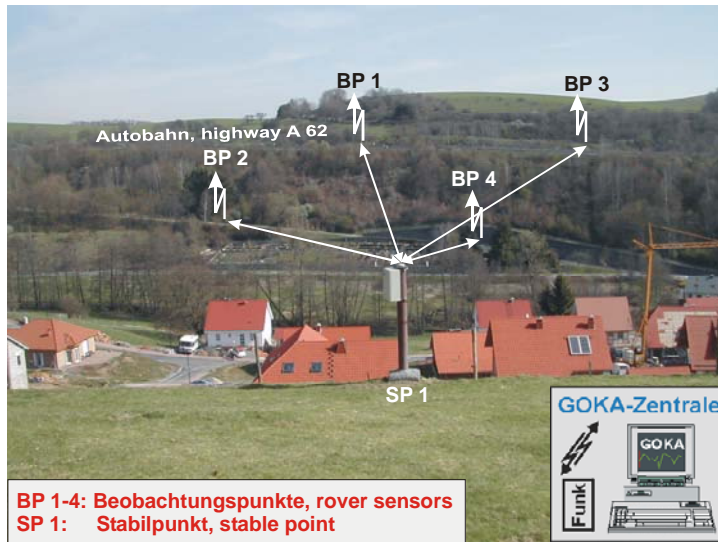 BP 1
BP 3
Autobahn, highway A 62
BP 2
BP 4
SP 1
GOKA-Zentrale
GOKA
Funk
BP 1-4: Beobachtungspunkte, rover sensors
SP 1: Stabilpunkt, stable point